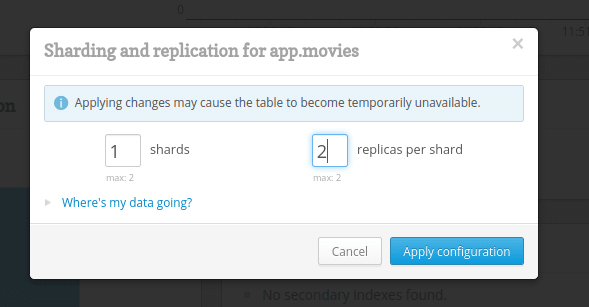 0
11:51
Sharding and replication for app.movies
×
on
i Applying changes may cause the table to become temporarily unavailable.
1 shards 2 replicas per shard
max: 2 max: 2
Where's my data going?
Cancel Apply configuration
No secondary indexes found.